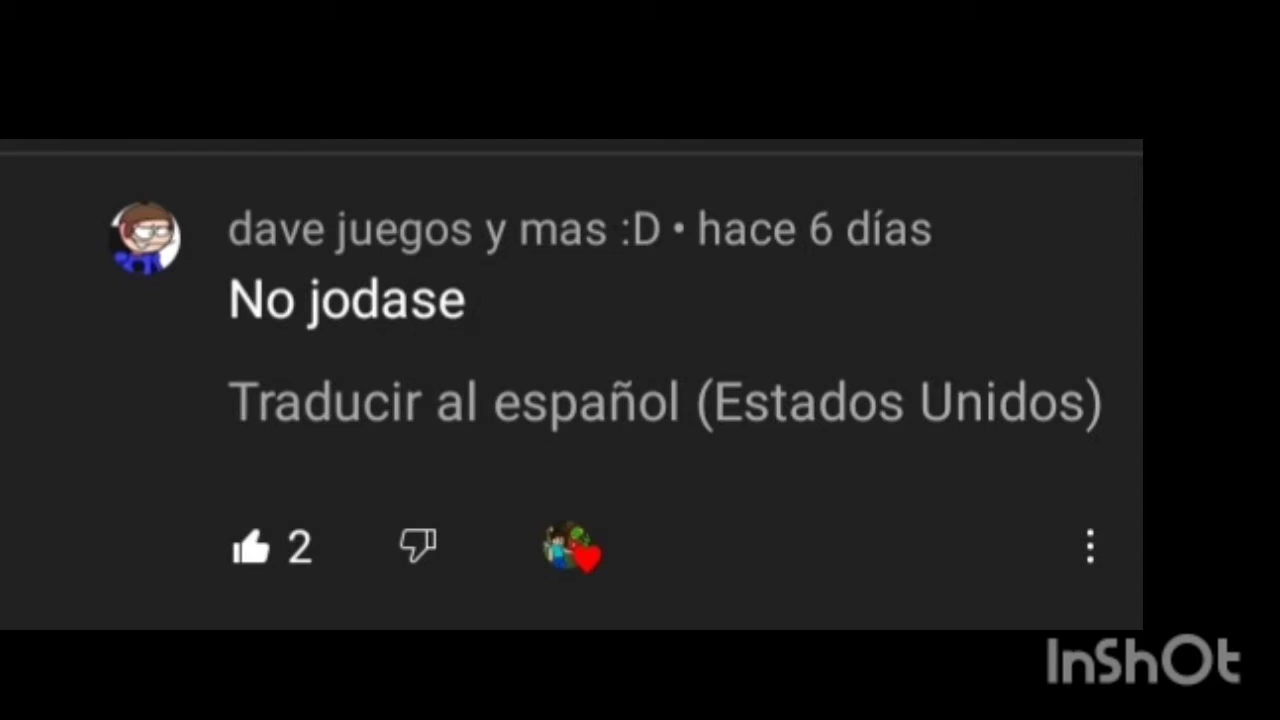 dave juegos y mas :D • hace 6 días
No jodase
Traducir al español (Estados Unidos)
2
InShOt